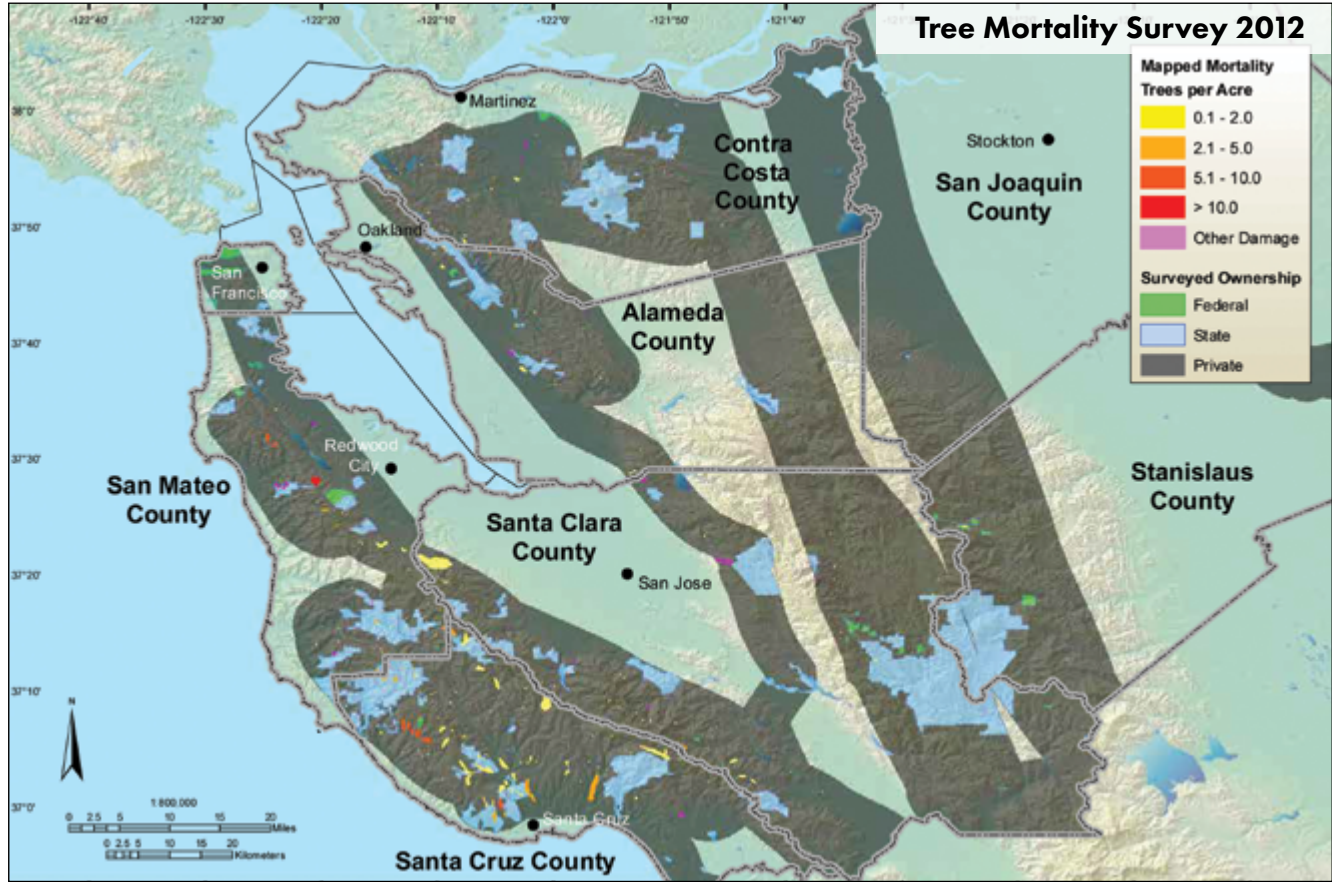 -122°40'
-122°30'
-122°20'
-122°10'
-122°0'
-121°50'
-121°40'
Tree Mortality Survey 2012
Mapped Mortality
Trees per Acre
0.1 - 2.0
2.1 - 5.0
5.1 - 10.0
> 10.0
Other Damage
Surveyed Ownership
Federal
State
Private
38°0'
37°50'
37°40'
37°30'
37°20'
37°10'
37°0'
Martinez
Contra
Costa
County
Stockton
San Joaquin
County
Oakland
San
Francisco
Alameda
County
Redwood
City
San Mateo
County
Santa Clara
County
Stanislaus
County
San Jose
Santa Cruz
Santa Cruz County
N
1:800,000
0 2.5 5 10 15 20
Miles
0 2.5 5 10 15 20
Kilometers